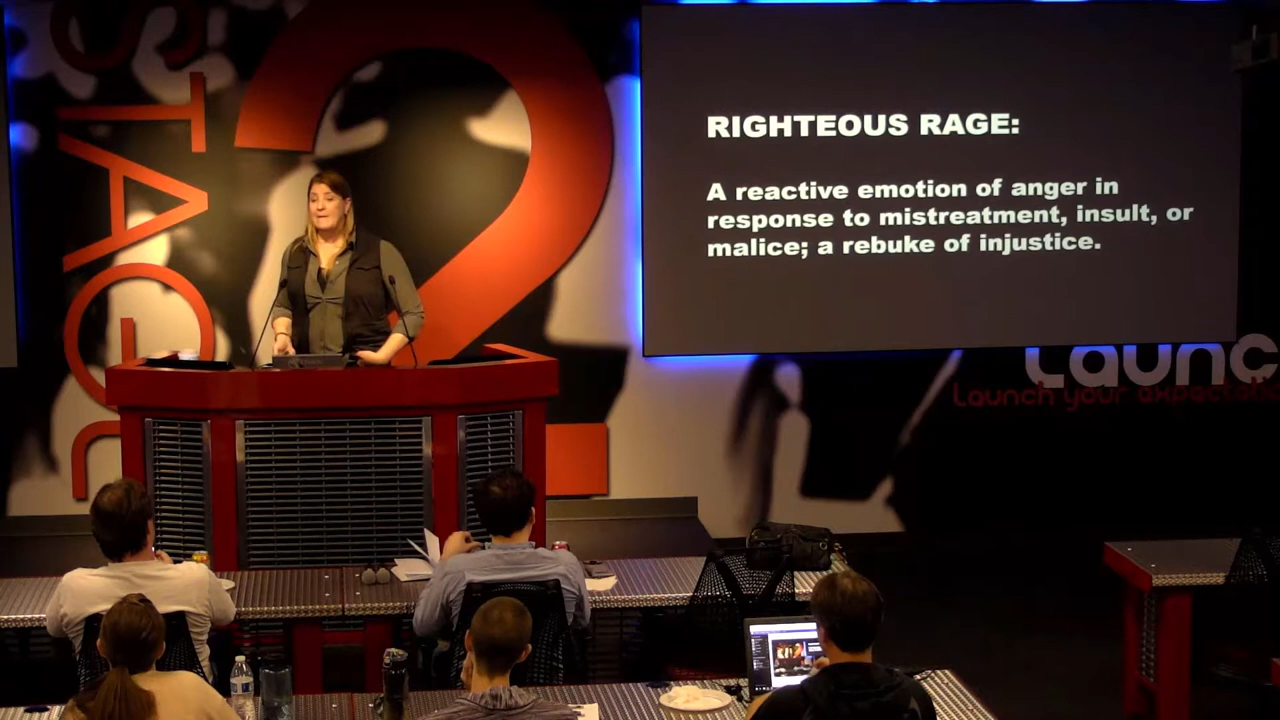 STAGE
2
RIGHTEOUS RAGE:
A reactive emotion of anger in
response to mistreatment, insult, or
malice; a rebuke of injustice.
Launc
Launch your expectati